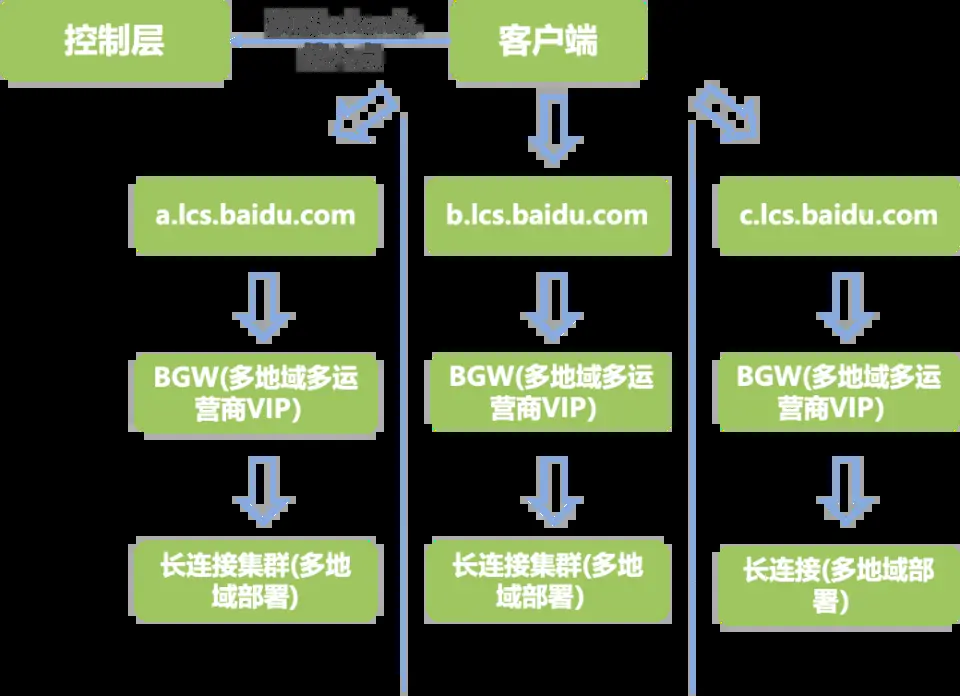 控制层
客户端
a.lcs.baidu.com
b.lcs.baidu.com
c.lcs.baidu.com
BGW(多地域多运
营商VIP)
BGW(多地域多运
营商VIP)
BGW(多地域多运
营商VIP)
长连接集群(多地
域部署)
长连接集群(多地
域部署)
长连接(多地域部
署)